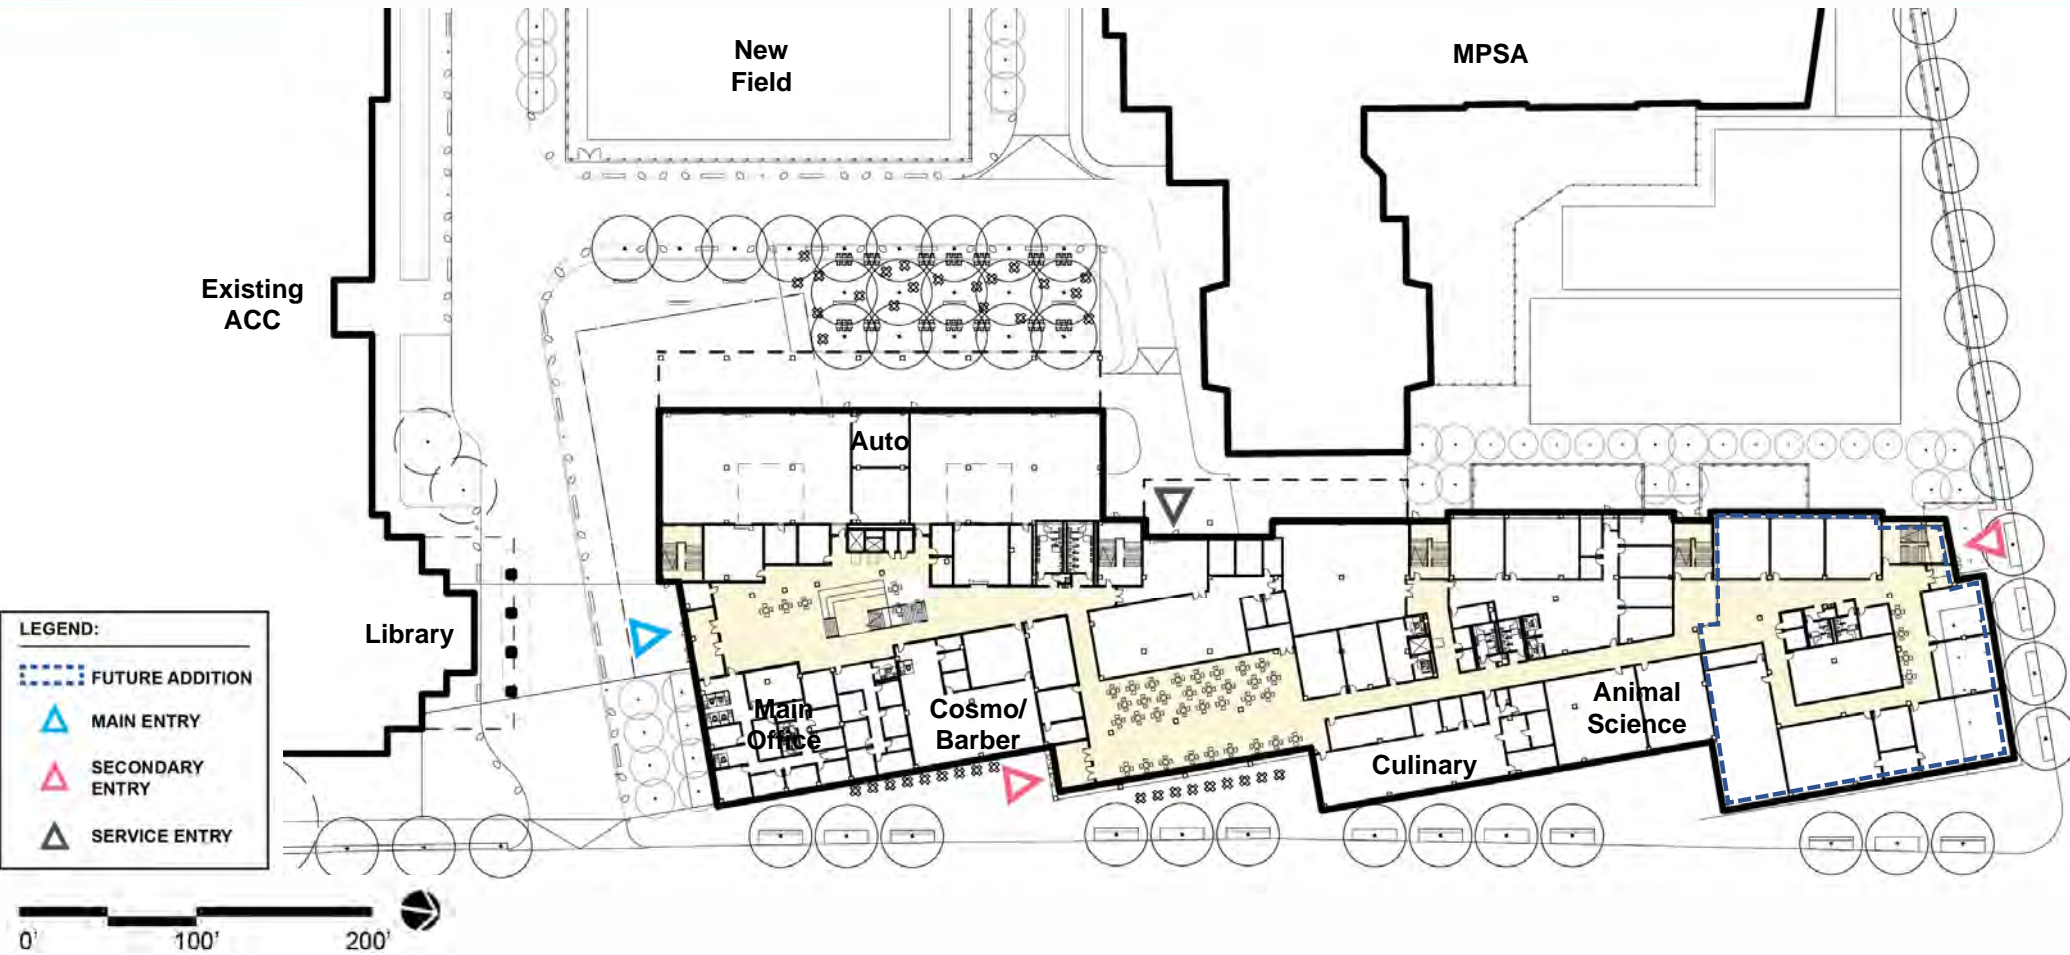 New
Field
MPSA
Existing
ACC
Auto
Library
Main
Office
Cosmo/
Barber
Animal
Science
Culinary
LEGEND:
FUTURE ADDITION
MAIN ENTRY
SECONDARY
ENTRY
SERVICE ENTRY
0' 100' 200'